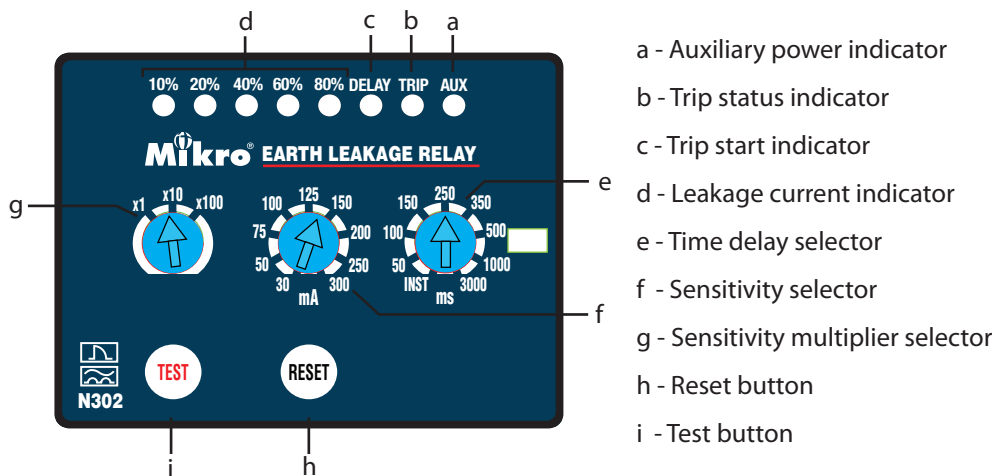 d c b a
10% 20% 40% 60% 80% DELAY TRIP AUX
Mikro® EARTH LEAKAGE RELAY
g
x1 x10 x100
30 50 75 100 125 150 200 250 300
mA
INST 50 100 150 250 350 500 1000 3000
ms
e
f
TEST
RESET
N302
i h
a - Auxiliary power indicator
b - Trip status indicator
c - Trip start indicator
d - Leakage current indicator
e - Time delay selector
f - Sensitivity selector
g - Sensitivity multiplier selector
h - Reset button
i - Test button